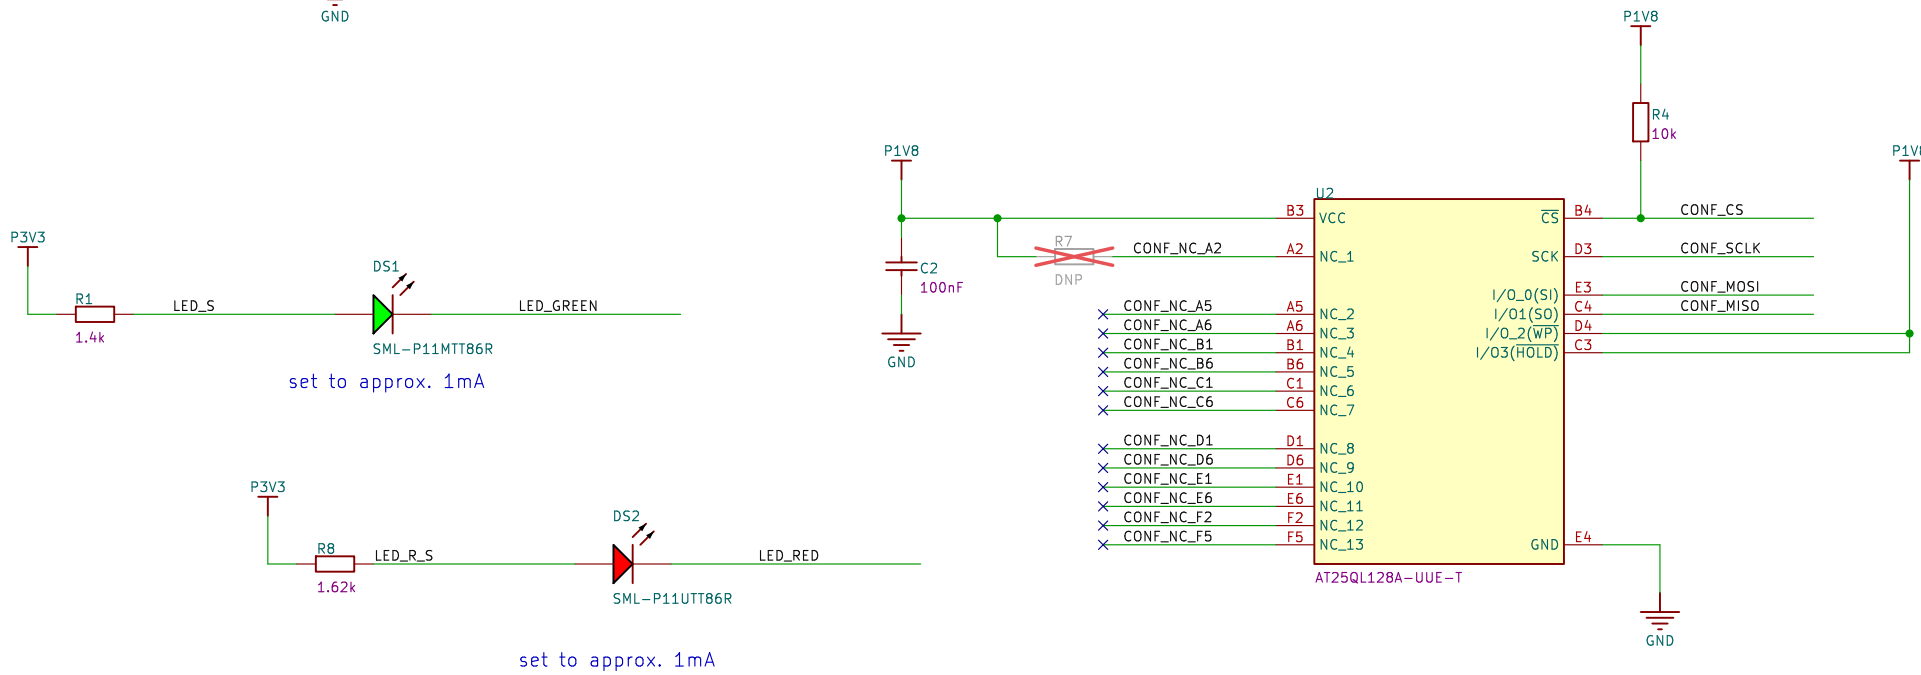 GND
P3V3
R1
1.4k
LED_S
DS1
SML-P11MTT86R
LED_GREEN
set to approx. 1mA
P3V3
R8
1.62k
LED_R_S
DS2
SML-P11UTT86R
LED_RED
set to approx. 1mA
P1V8
C2
100nF
GND
R7
DNP
CONF_NC_A2
CONF_NC_A5
CONF_NC_A6
CONF_NC_B1
CONF_NC_B6
CONF_NC_C1
CONF_NC_C6
CONF_NC_D1
CONF_NC_D6
CONF_NC_E1
CONF_NC_E6
CONF_NC_F2
CONF_NC_F5
U2
B3 VCC
A2 NC_1
A5 NC_2
A6 NC_3
B1 NC_4
B6 NC_5
C1 NC_6
C6 NC_7
D1 NC_8
D6 NC_9
E1 NC_10
E6 NC_11
F2 NC_12
F5 NC_13
CS B4
SCK D3
I/O_0(SI) E3
I/O1(SO) C4
I/O_2(WP) D4
I/O3(HOLD) C3
GND E4
AT25QL128A-UUE-T
P1V8
R4
10k
CONF_CS
CONF_SCLK
CONF_MOSI
CONF_MISO
P1V8
GND